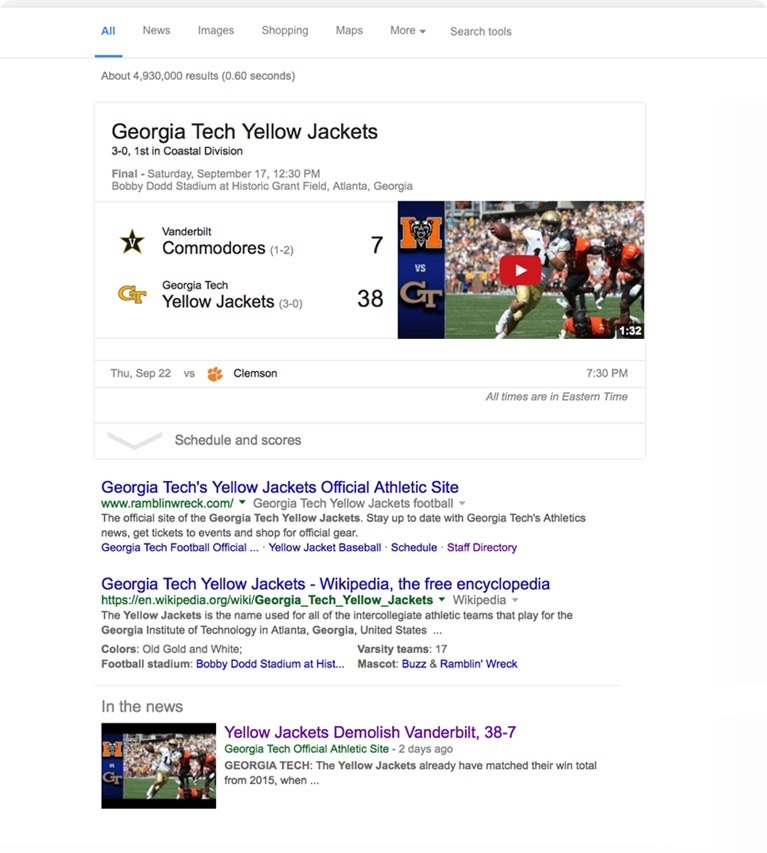 All News Images Shopping Maps More Search tools
About 4,930,000 results (0.60 seconds)
Georgia Tech Yellow Jackets
3-0, 1st in Coastal Division
Final - Saturday, September 17, 12:30 PM
Bobby Dodd Stadium at Historic Grant Field, Atlanta, Georgia
V
Vanderbilt
Commodores (1-2) 7
GT
Georgia Tech
Yellow Jackets (3-0) 38
M
VS
GT
1:32
Thu, Sep 22 vs Clemson 7:30 PM
All times are in Eastern Time
Schedule and scores
Georgia Tech's Yellow Jackets Official Athletic Site
www.ramblinwreck.com/ Georgia Tech Yellow Jackets football
The official site of the Georgia Tech Yellow Jackets. Stay up to date with Georgia Tech's Athletics
news, get tickets to events and shop for official gear.
Georgia Tech Football Official ... · Yellow Jacket Baseball · Schedule · Staff Directory
Georgia Tech Yellow Jackets - Wikipedia, the free encyclopedia
https://en.wikipedia.org/wiki/Georgia_Tech_Yellow_Jackets Wikipedia
The Yellow Jackets is the name used for all of the intercollegiate athletic teams that play for the
Georgia Institute of Technology in Atlanta, Georgia, United States ...
Colors: Old Gold and White; Varsity teams: 17
Football stadium: Bobby Dodd Stadium at Hist... Mascot: Buzz & Ramblin' Wreck
In the news
Yellow Jackets Demolish Vanderbilt, 38-7
Georgia Tech Official Athletic Site - 2 days ago
GEORGIA TECH: The Yellow Jackets already have matched their win total
from 2015, when ...